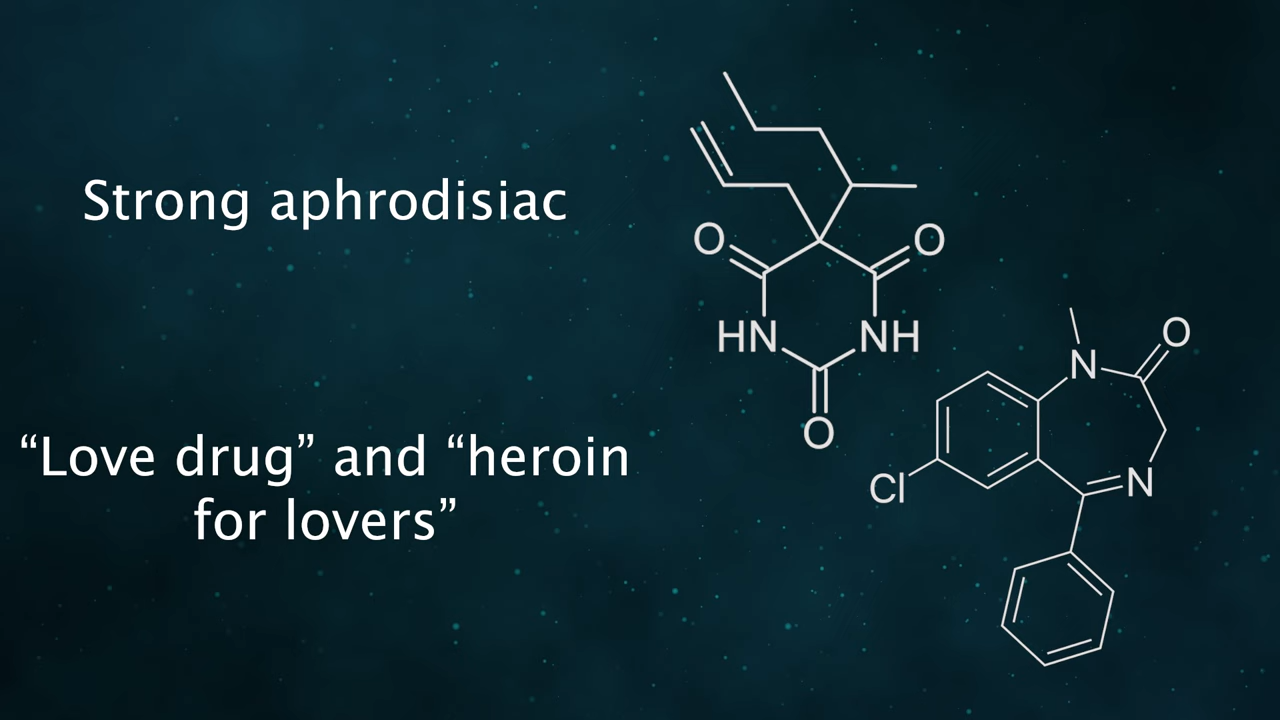 Strong aphrodisiac
“Love drug” and “heroin
for lovers”
O
O
HN
NH
O
N
O
N
Cl